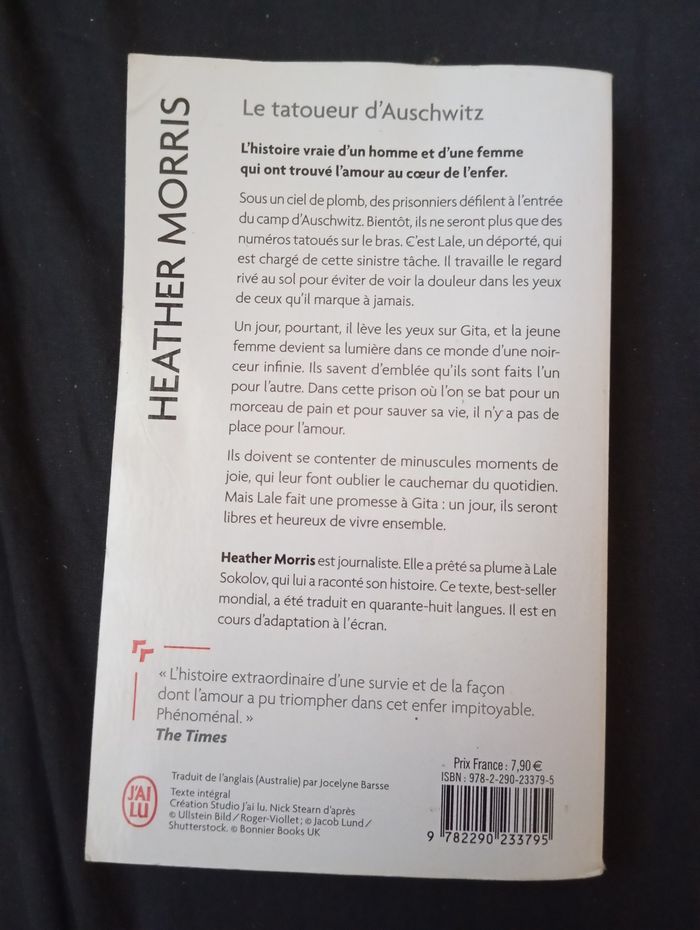 HEATHER MORRIS
Le tatoueur d'Auschwitz
L'histoire vraie d'un homme et d'une femme
qui ont trouvé l'amour au cœur de l'enfer.
Sous un ciel de plomb, des prisonniers défilent à l'entrée
du camp d'Auschwitz. Bientôt, ils ne seront plus que des
numéros tatoués sur le bras. C'est Lale, un déporté, qui
est chargé de cette sinistre tâche. Il travaille le regard
rivé au sol pour éviter de voir la douleur dans les yeux
de ceux qu'il marque à jamais.
Un jour, pourtant, il lève les yeux sur Gita, et la jeune
femme devient sa lumière dans ce monde d'une noir-
ceur infinie. Ils savent d'emblée qu'ils sont faits l'un
pour l'autre. Dans cette prison où l'on se bat pour un
morceau de pain et pour sauver sa vie, il n'y a pas de
place pour l'amour.
Ils doivent se contenter de minuscules moments de
joie, qui leur font oublier le cauchemar du quotidien.
Mais Lale fait une promesse à Gita : un jour, ils seront
libres et heureux de vivre ensemble.
Heather Morris est journaliste. Elle a prêté sa plume à Lale
Sokolov, qui lui a raconté son histoire. Ce texte, best-seller
mondial, a été traduit en quarante-huit langues. Il est en
cours d'adaptation à l'écran.
« L'histoire extraordinaire d'une survie et de la façon
dont l'amour a pu triompher dans cet enfer impitoyable.
Phénoménal. »
The Times
J'AI
LU
Traduit de l'anglais (Australie) par Jocelyne Barsse
Texte intégral
Création Studio J'ai lu. Nick Stearn d'après
© Ullstein Bild / Roger-Viollet ; © Jacob Lund /
Shutterstock. © Bonnier Books UK
Prix France : 7,90 €
ISBN : 978-2-290-23379-5
9 782290 233795